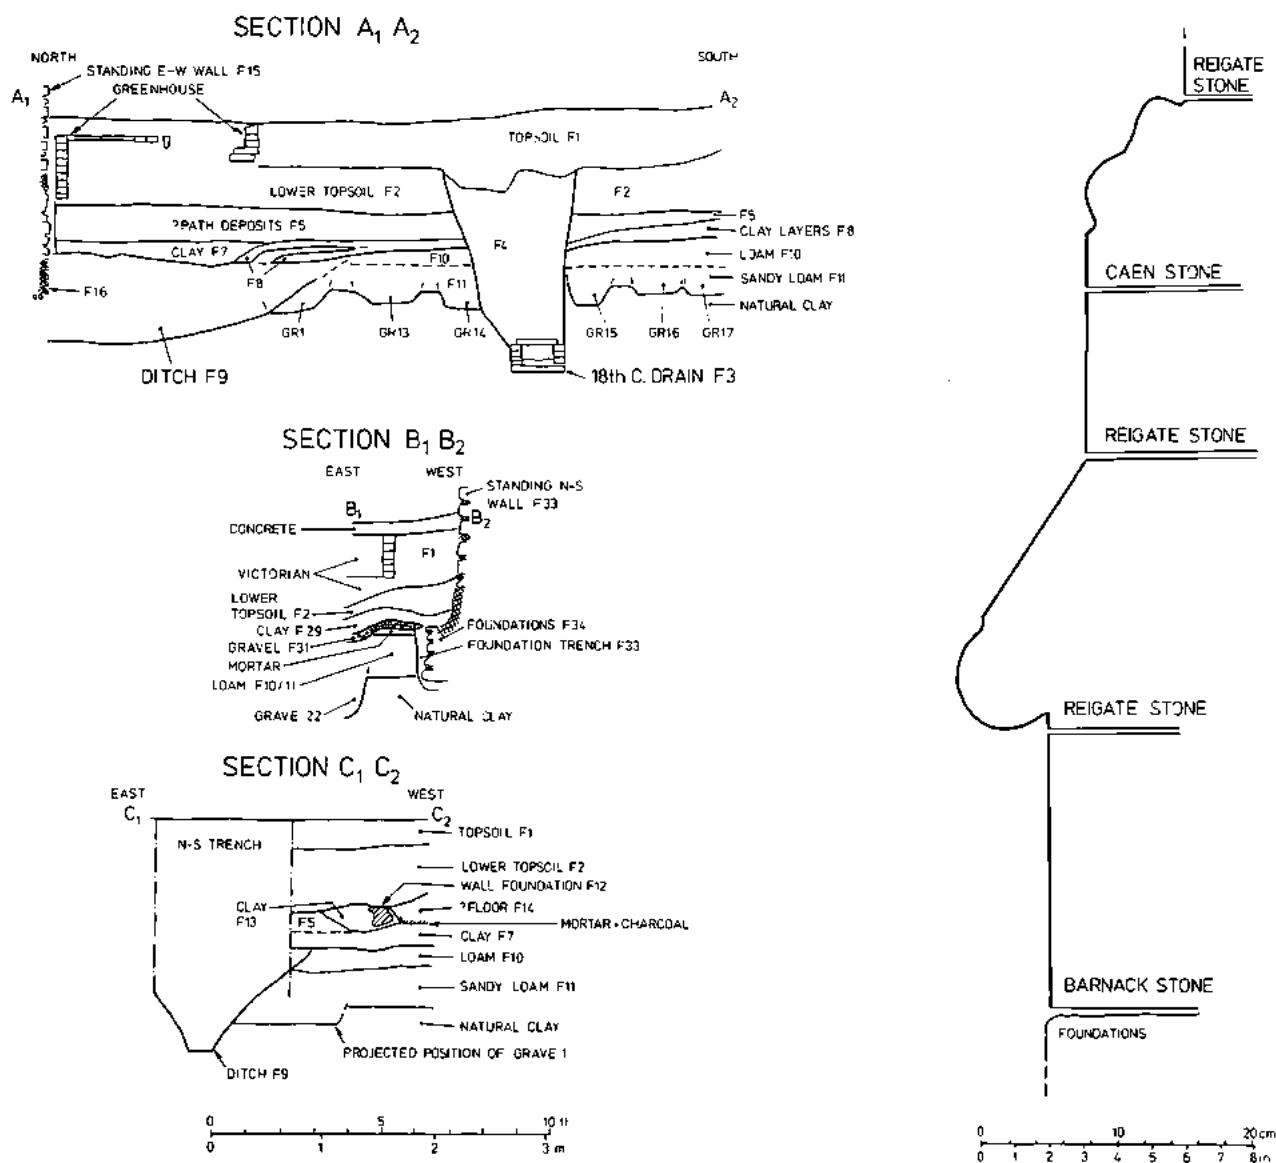 SECTION A₁ A₂
NORTH
SOUTH
STANDING E-W WALL F15
GREENHOUSE
A₁
A₂
TOPSOIL F1
LOWER TOPSOIL F2
F2
?PATH DEPOSITS F5
F5
CLAY LAYERS F8
CLAY F7
F4
LOAM F10
F8
F10
SANDY LOAM F11
F11
F16
NATURAL CLAY
GR1
GR13
GR14
GR15
GR16
GR17
DITCH F9
18th C. DRAIN F3
SECTION B₁ B₂
EAST
WEST
STANDING N-S
WALL F33
B₁
B₂
CONCRETE
F1
VICTORIAN
LOWER
TOPSOIL F2
CLAY F29
FOUNDATIONS F34
GRAVEL F31
FOUNDATION TRENCH F33
MORTAR
LOAM F10/11
GRAVE 22
NATURAL CLAY
SECTION C₁ C₂
EAST
WEST
C₁
C₂
TOPSOIL F1
N-S TRENCH
LOWER TOPSOIL F2
WALL FOUNDATION F12
CLAY
F13
F5
?FLOOR F14
MORTAR + CHARCOAL
CLAY F7
LOAM F10
SANDY LOAM F11
NATURAL CLAY
PROJECTED POSITION OF GRAVE 1
DITCH F9
0 5 10 ft
0 1 2 3 m
REIGATE
STONE
CAEN STONE
REIGATE STONE
REIGATE STONE
BARNACK STONE
FOUNDATIONS
0 10 20 cm
0 1 2 3 4 5 6 7 8 in